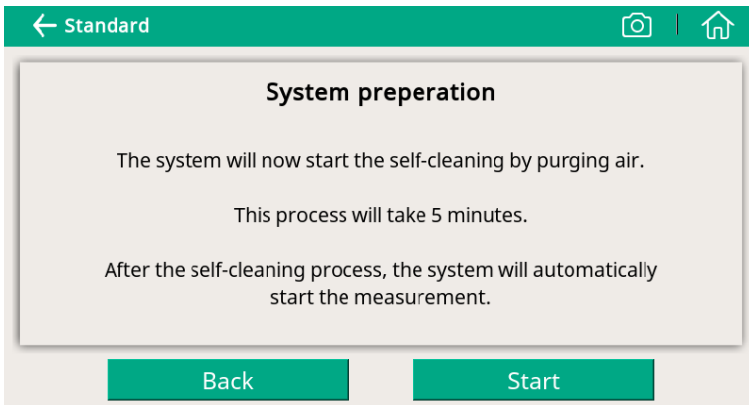 Standard
System preperation
The system will now start the self-cleaning by purging air.
This process will take 5 minutes.
After the self-cleaning process, the system will automatically
start the measurement.
Back
Start